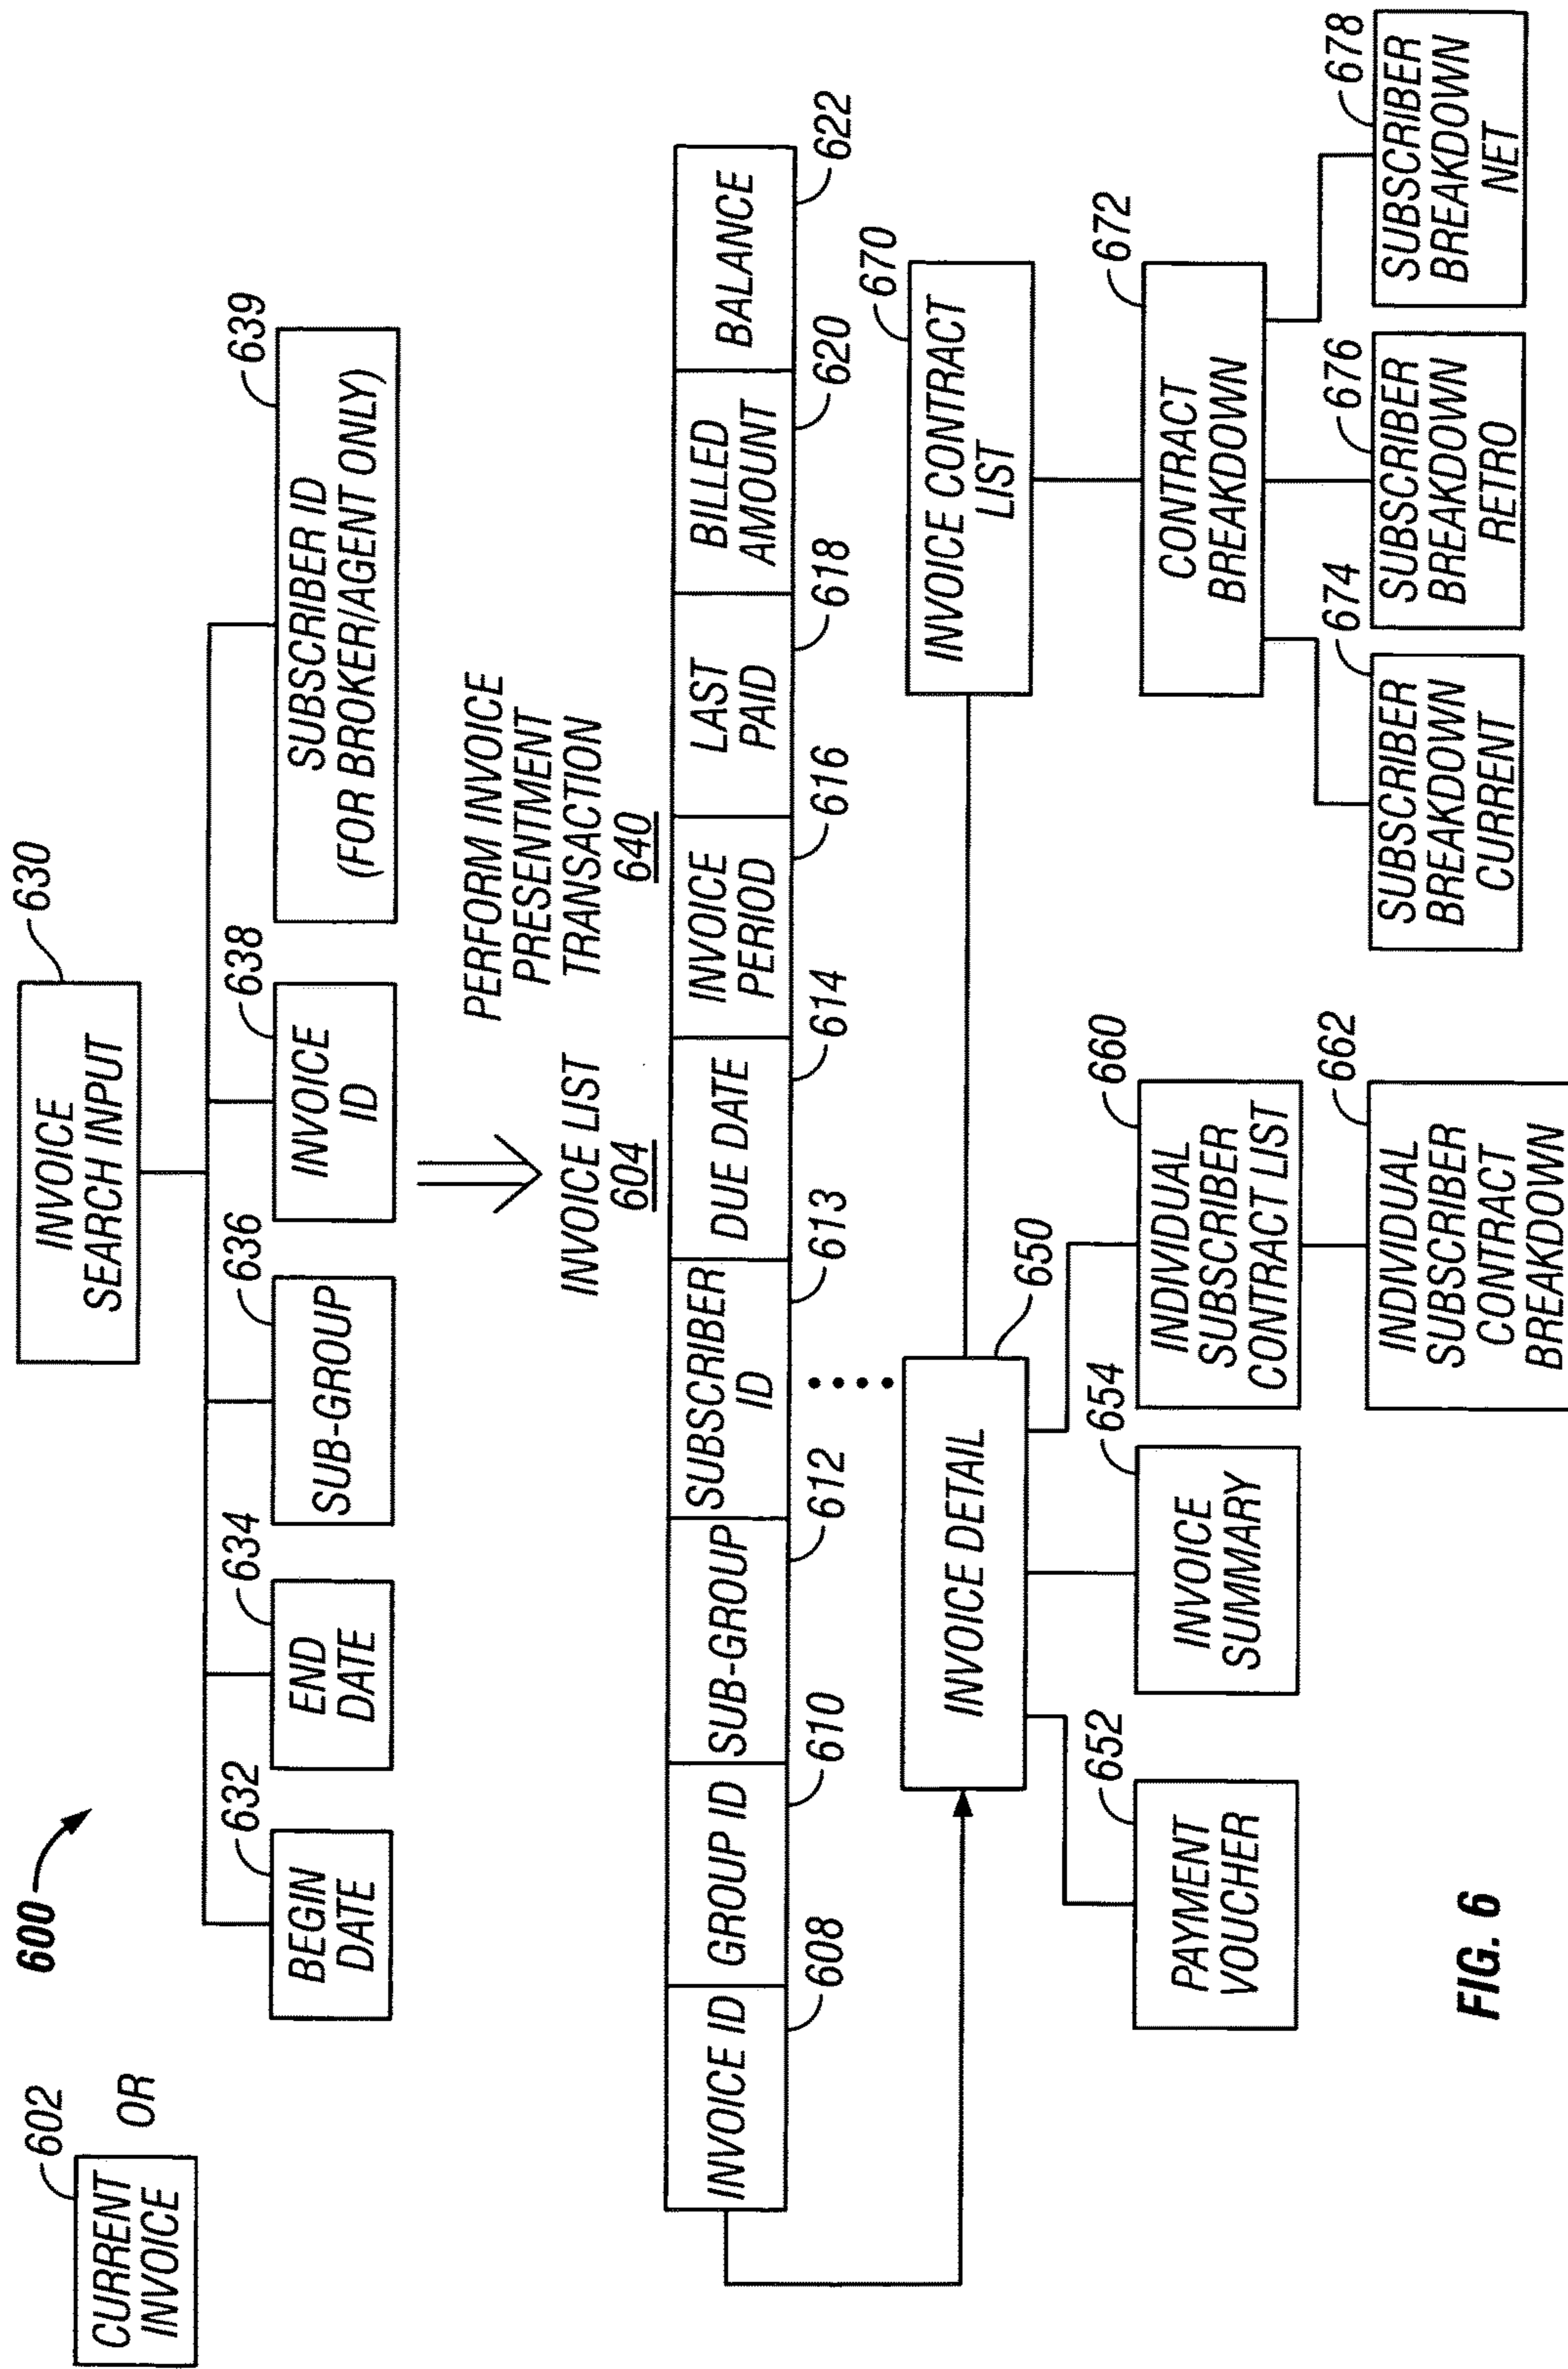 600
602
CURRENT
INVOICE
OR
630
INVOICE
SEARCH INPUT
632
BEGIN
DATE
634
END
DATE
636
SUB-GROUP
638
INVOICE
ID
639
SUBSCRIBER ID
(FOR BROKER/AGENT ONLY)
INVOICE LIST
604
PERFORM INVOICE
PRESENTMENT
TRANSACTION
640
INVOICE ID
GROUP ID
SUB-GROUP
SUBSCRIBER
ID
DUE DATE
INVOICE
PERIOD
LAST
PAID
BILLED
AMOUNT
BALANCE
608
610
612
613
614
616
618
620
622
INVOICE DETAIL
650
INVOICE CONTRACT
LIST
670
652
PAYMENT
VOUCHER
654
INVOICE
SUMMARY
660
INDIVIDUAL
SUBSCRIBER
CONTRACT LIST
662
INDIVIDUAL
SUBSCRIBER
CONTRACT
BREAKDOWN
672
CONTRACT
BREAKDOWN
674
SUBSCRIBER
BREAKDOWN
CURRENT
676
SUBSCRIBER
BREAKDOWN
RETRO
678
SUBSCRIBER
BREAKDOWN
NET
FIG. 6